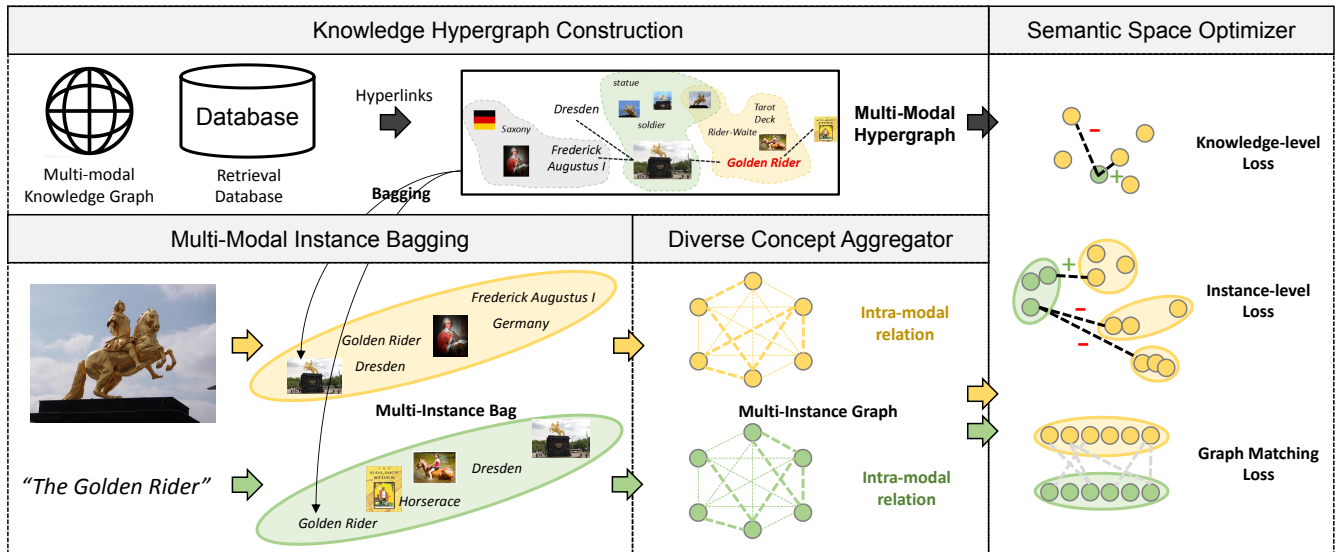 Knowledge Hypergraph Construction
Semantic Space Optimizer
Multi-modal
Knowledge Graph
Database
Retrieval
Database
Hyperlinks
Bagging
Saxony
Dresden
Frederick
Augustus I
statue
soldier
Tarot
Deck
Rider-Waite
Golden Rider
Multi-Modal
Hypergraph
Knowledge-level
Loss
Multi-Modal Instance Bagging
Diverse Concept Aggregator
Frederick Augustus I
Germany
Golden Rider
Dresden
Multi-Instance Bag
"The Golden Rider"
Dresden
Horserace
Golden Rider
Intra-modal
relation
Multi-Instance Graph
Intra-modal
relation
-
+
+
-
-
Instance-level
Loss
Graph Matching
Loss